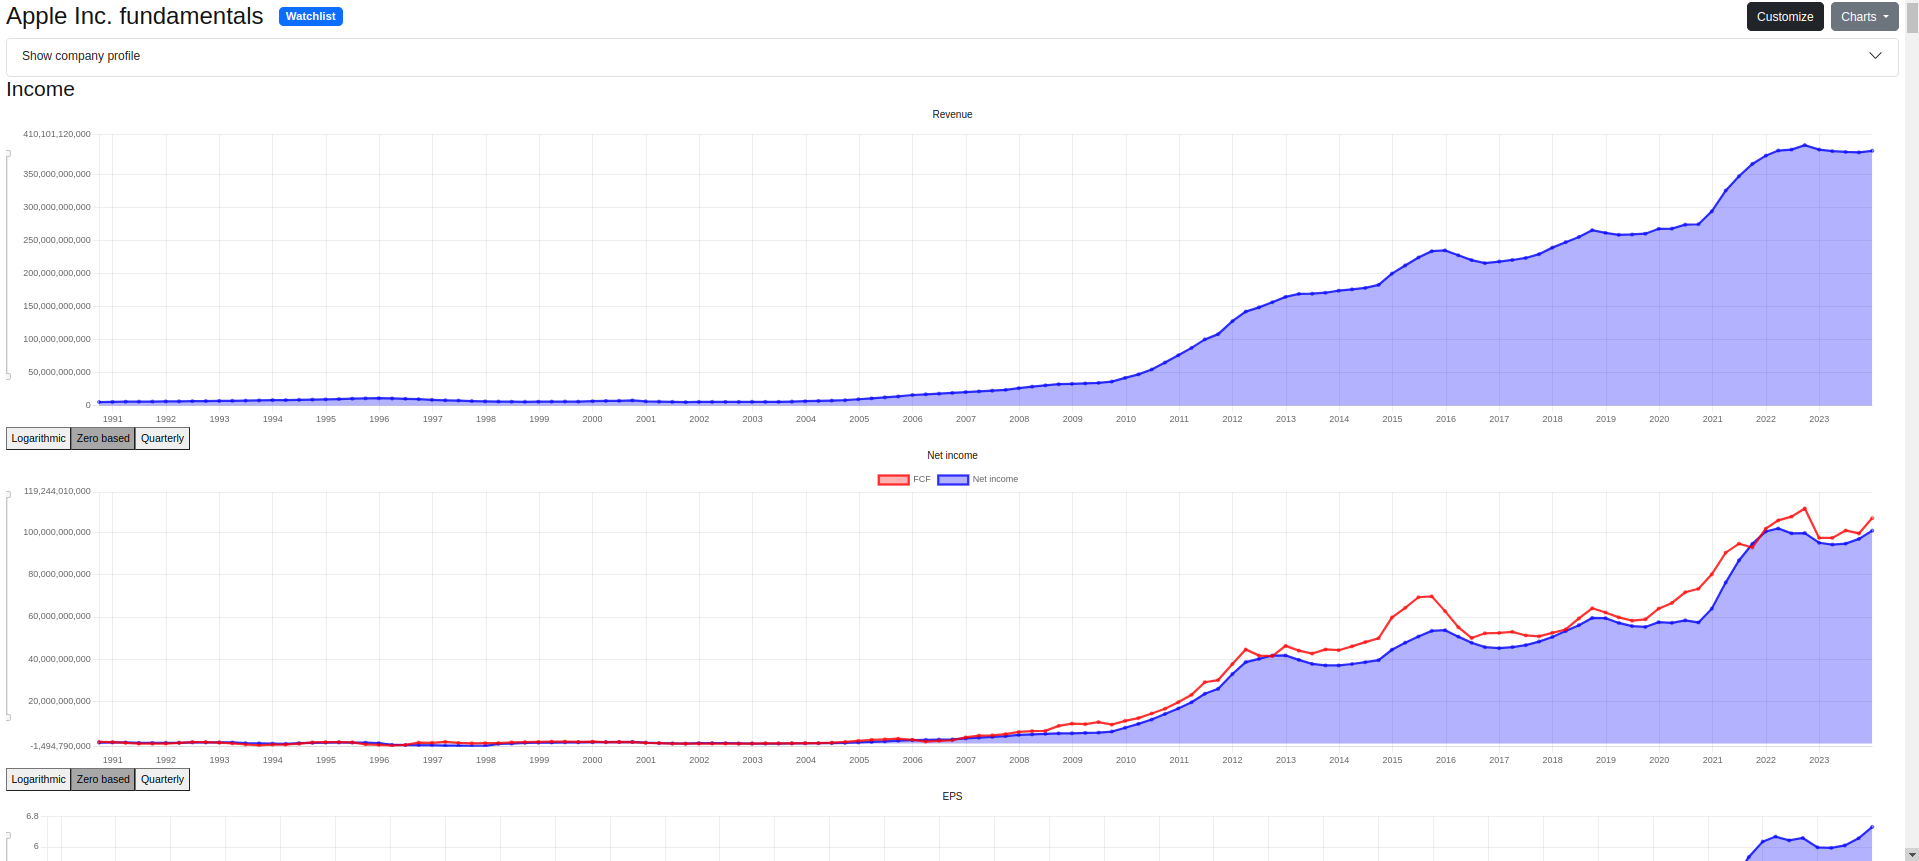 Apple Inc. fundamentals Watchlist Customize Charts
Show company profile
Income
Revenue
410,101,120,000
350,000,000,000
300,000,000,000
250,000,000,000
200,000,000,000
150,000,000,000
100,000,000,000
50,000,000,000
0
1991 1992 1993 1994 1995 1996 1997 1998 1999 2000 2001 2002 2003 2004 2005 2006 2007 2008 2009 2010 2011 2012 2013 2014 2015 2016 2017 2018 2019 2020 2021 2022 2023
Logarithmic Zero based Quarterly
Net income
FCF Net income
119,244,010,000
100,000,000,000
80,000,000,000
60,000,000,000
40,000,000,000
20,000,000,000
-1,494,790,000
1991 1992 1993 1994 1995 1996 1997 1998 1999 2000 2001 2002 2003 2004 2005 2006 2007 2008 2009 2010 2011 2012 2013 2014 2015 2016 2017 2018 2019 2020 2021 2022 2023
Logarithmic Zero based Quarterly
EPS
6.8
6